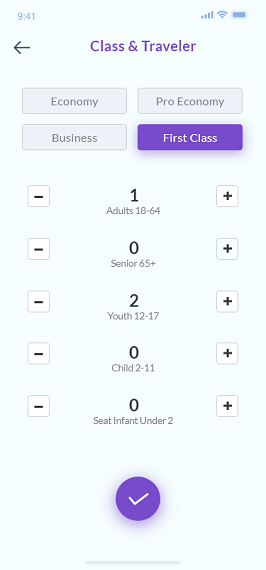 9:41
Class & Traveler
Economy
Pro Economy
Business
First Class
1
Adults 18-64
0
Senior 65+
2
Youth 12-17
0
Child 2-11
0
Seat Infant Under 2